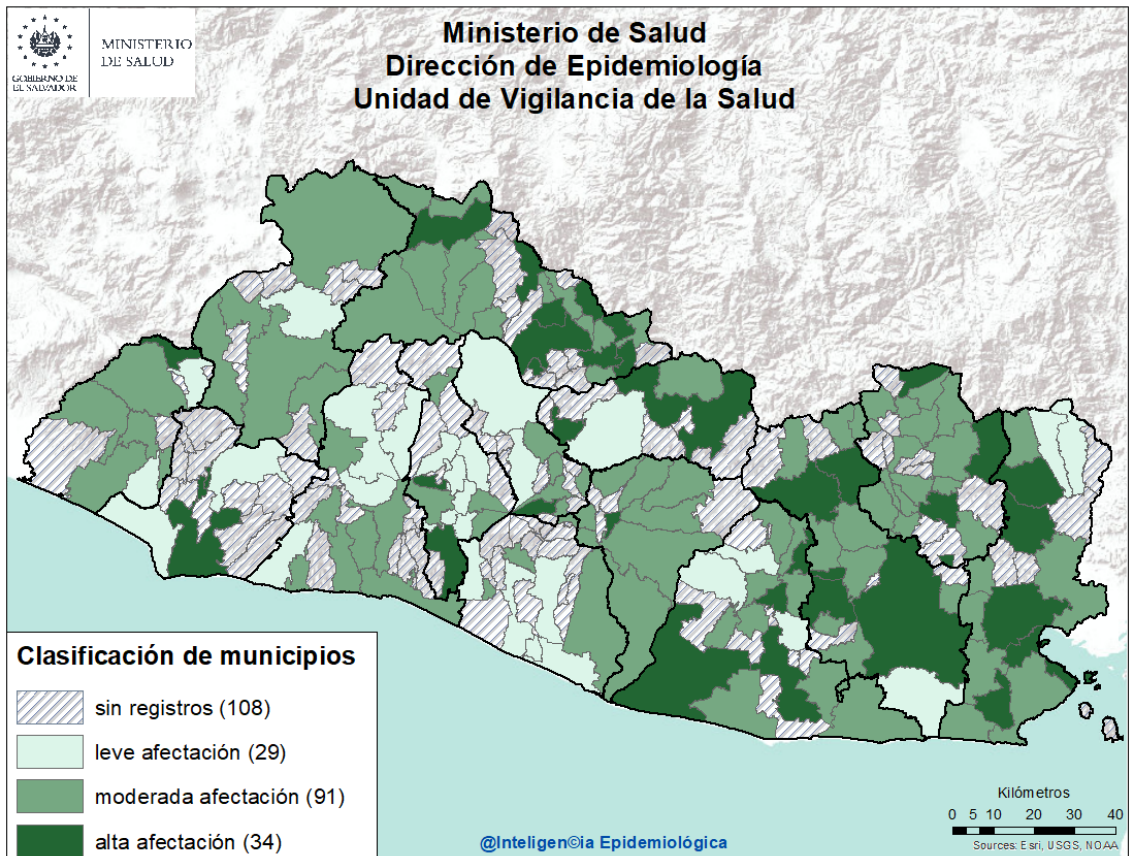 GOBIERNO DE
EL SALVADOR
MINISTERIO
DE SALUD
Ministerio de Salud
Dirección de Epidemiología
Unidad de Vigilancia de la Salud
Clasificación de municipios
sin registros (108)
leve afectación (29)
moderada afectación (91)
alta afectación (34)
@Inteligen©ia Epidemiológica
Kilómetros
0 5 10 20 30 40
Sources: Esri, USGS, NOAA